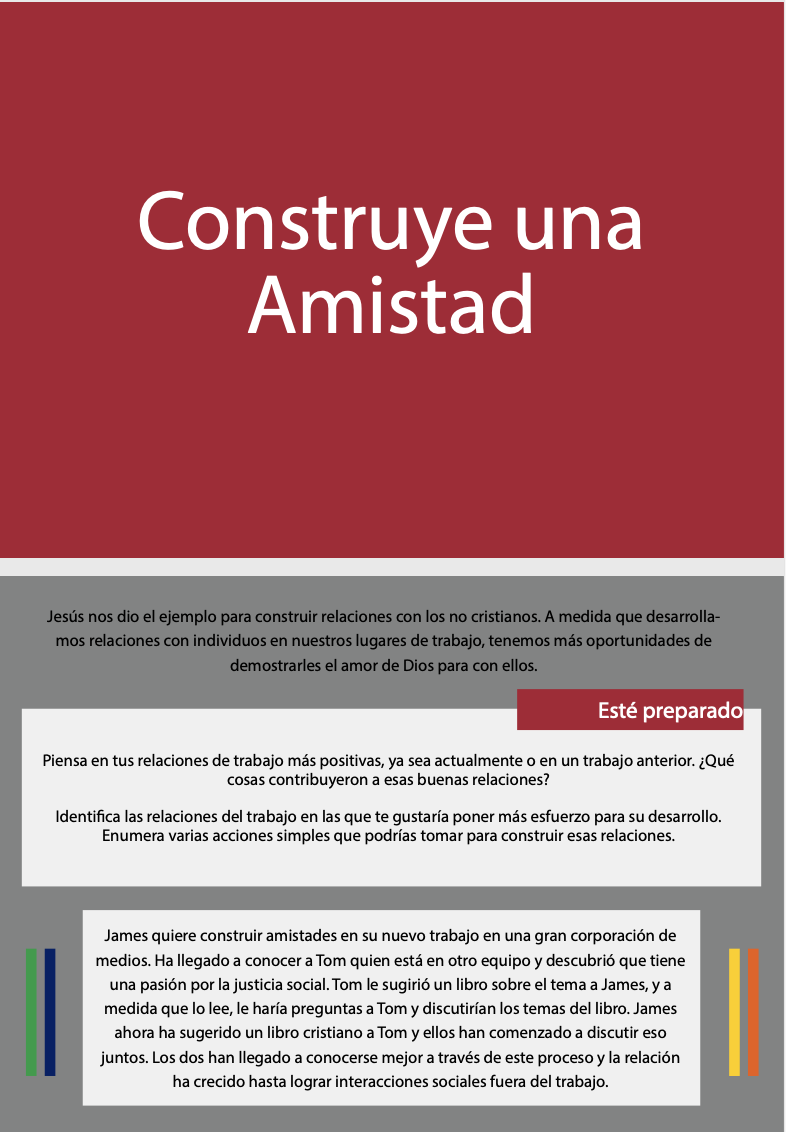 Construye una
Amistad
Jesús nos dio el ejemplo para construir relaciones con los no cristianos. A medida que desarrolla-
mos relaciones con individuos en nuestros lugares de trabajo, tenemos más oportunidades de
demostrarles el amor de Dios para con ellos.
Esté preparado
Piensa en tus relaciones de trabajo más positivas, ya sea actualmente o en un trabajo anterior. ¿Qué
cosas contribuyeron a esas buenas relaciones?
Identifica las relaciones del trabajo en las que te gustaría poner más esfuerzo para su desarrollo.
Enumera varias acciones simples que podrías tomar para construir esas relaciones.
James quiere construir amistades en su nuevo trabajo en una gran corporación de
medios. Ha llegado a conocer a Tom quien está en otro equipo y descubrió que tiene
una pasión por la justicia social. Tom le sugirió un libro sobre el tema a James, y a
medida que lo lee, le haría preguntas a Tom y discutirían los temas del libro. James
ahora ha sugerido un libro cristiano a Tom y ellos han comenzado a discutir eso
juntos. Los dos han llegado a conocerse mejor a través de este proceso y la relación
ha crecido hasta lograr interacciones sociales fuera del trabajo.